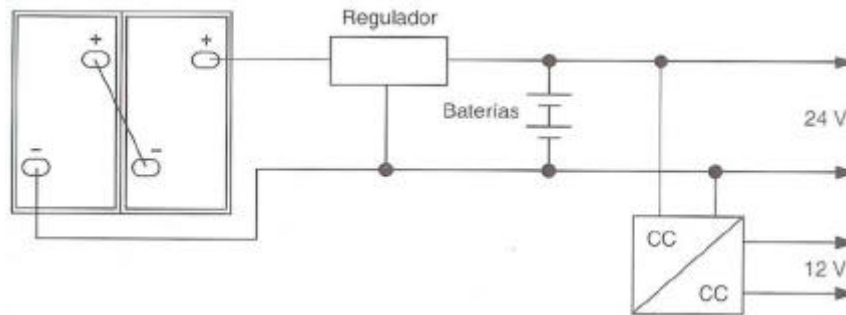 Regulador
+
+
Baterías
24 V
-
-
CC
12 V
CC